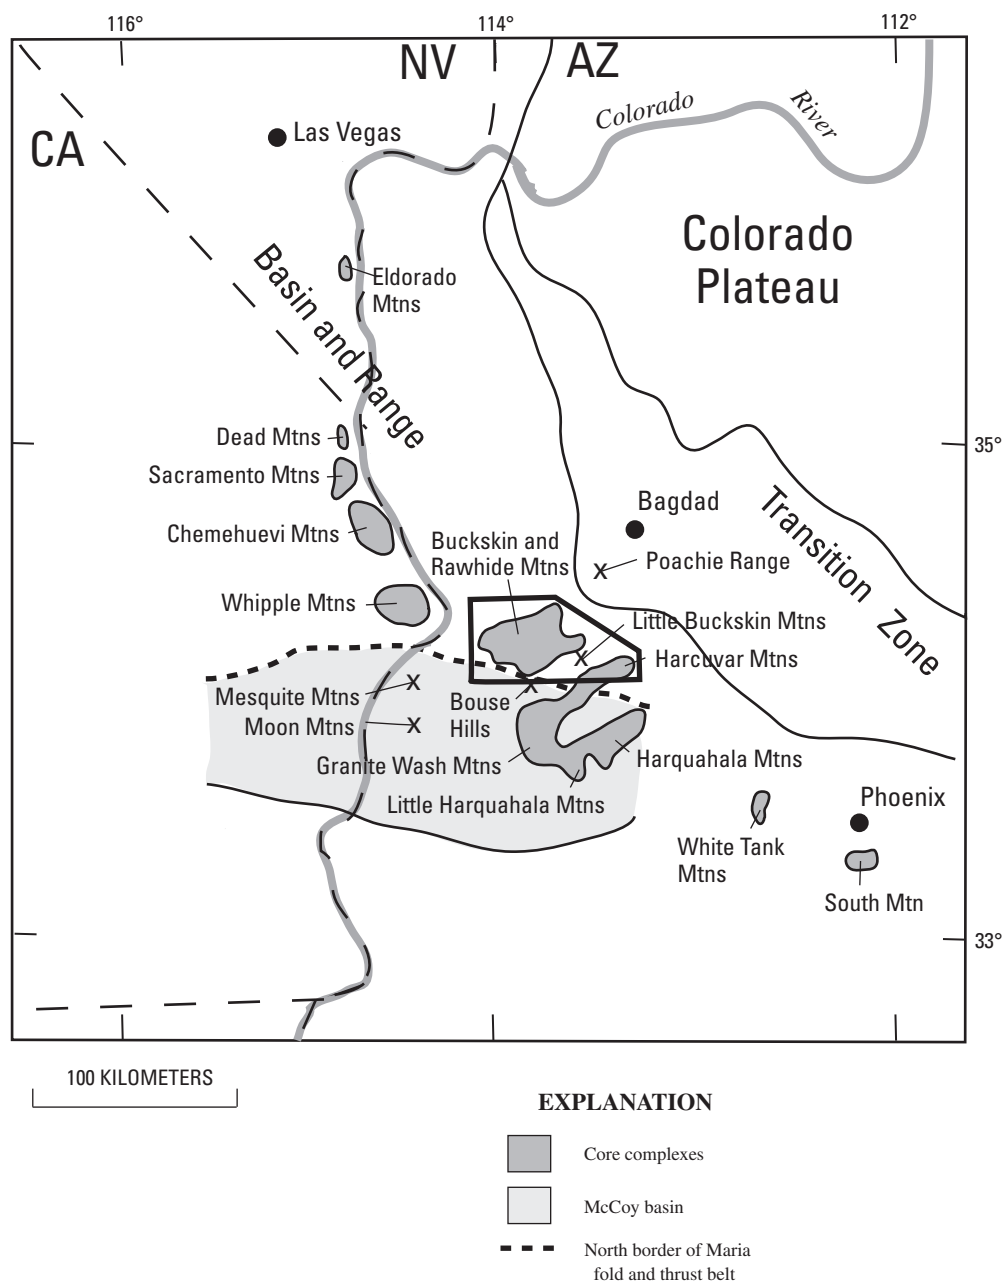 116°
114°
112°
NV
AZ
CA
Las Vegas
Colorado
River
Colorado
Plateau
Basin and Range
Eldorado
Mtns
Dead Mtns
Sacramento Mtns
Chemehuevi Mtns
Whipple Mtns
35°
Bagdad
Transition Zone
Buckskin and
Rawhide Mtns
x
Poachie Range
Little Buckskin Mtns
x
Harcuvar Mtns
Mesquite Mtns
x
Bouse
Hills
x
Moon Mtns
x
Granite Wash Mtns
Harquahala Mtns
Little Harquahala Mtns
Phoenix
White Tank
Mtns
South Mtn
33°
100 KILOMETERS
EXPLANATION
Core complexes
McCoy basin
North border of Maria
fold and thrust belt